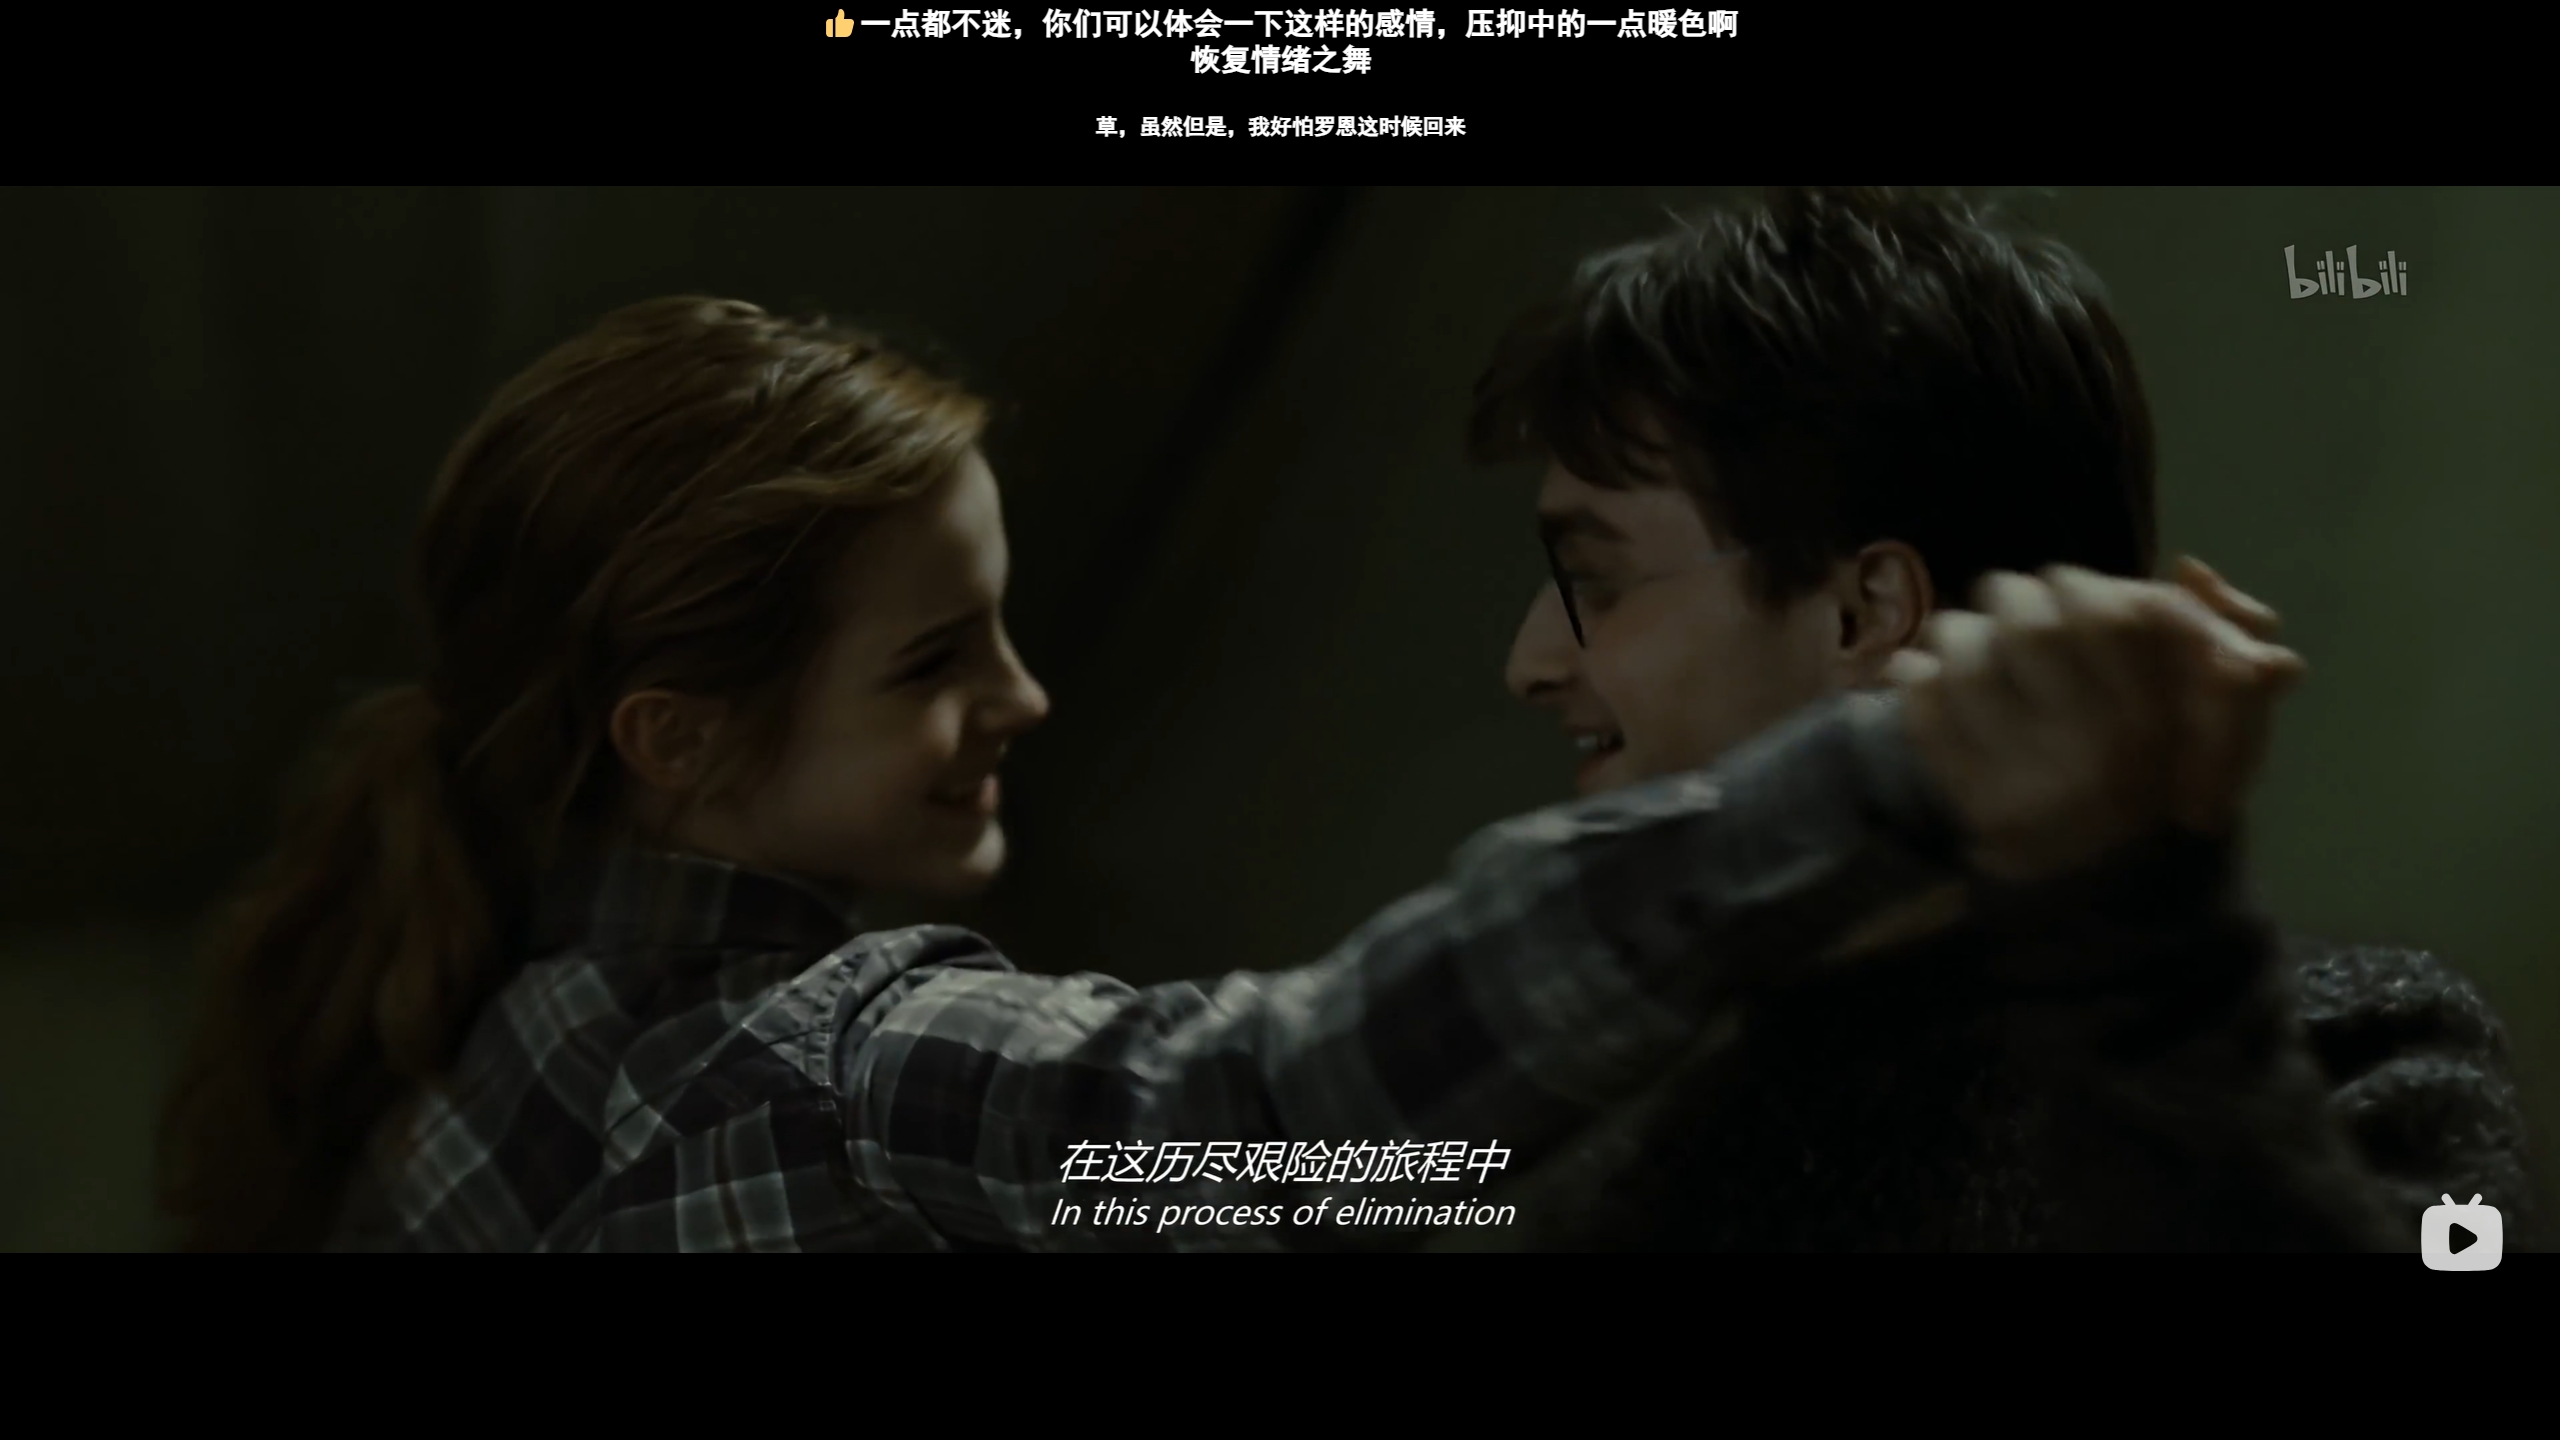 一点都不迷，你们可以体会一下这样的感情，压抑中的一点暖色啊
恢复情绪之舞
草，虽然但是，我好怕罗恩这时候回来
bilibili
在这历尽艰险的旅程中
In this process of elimination